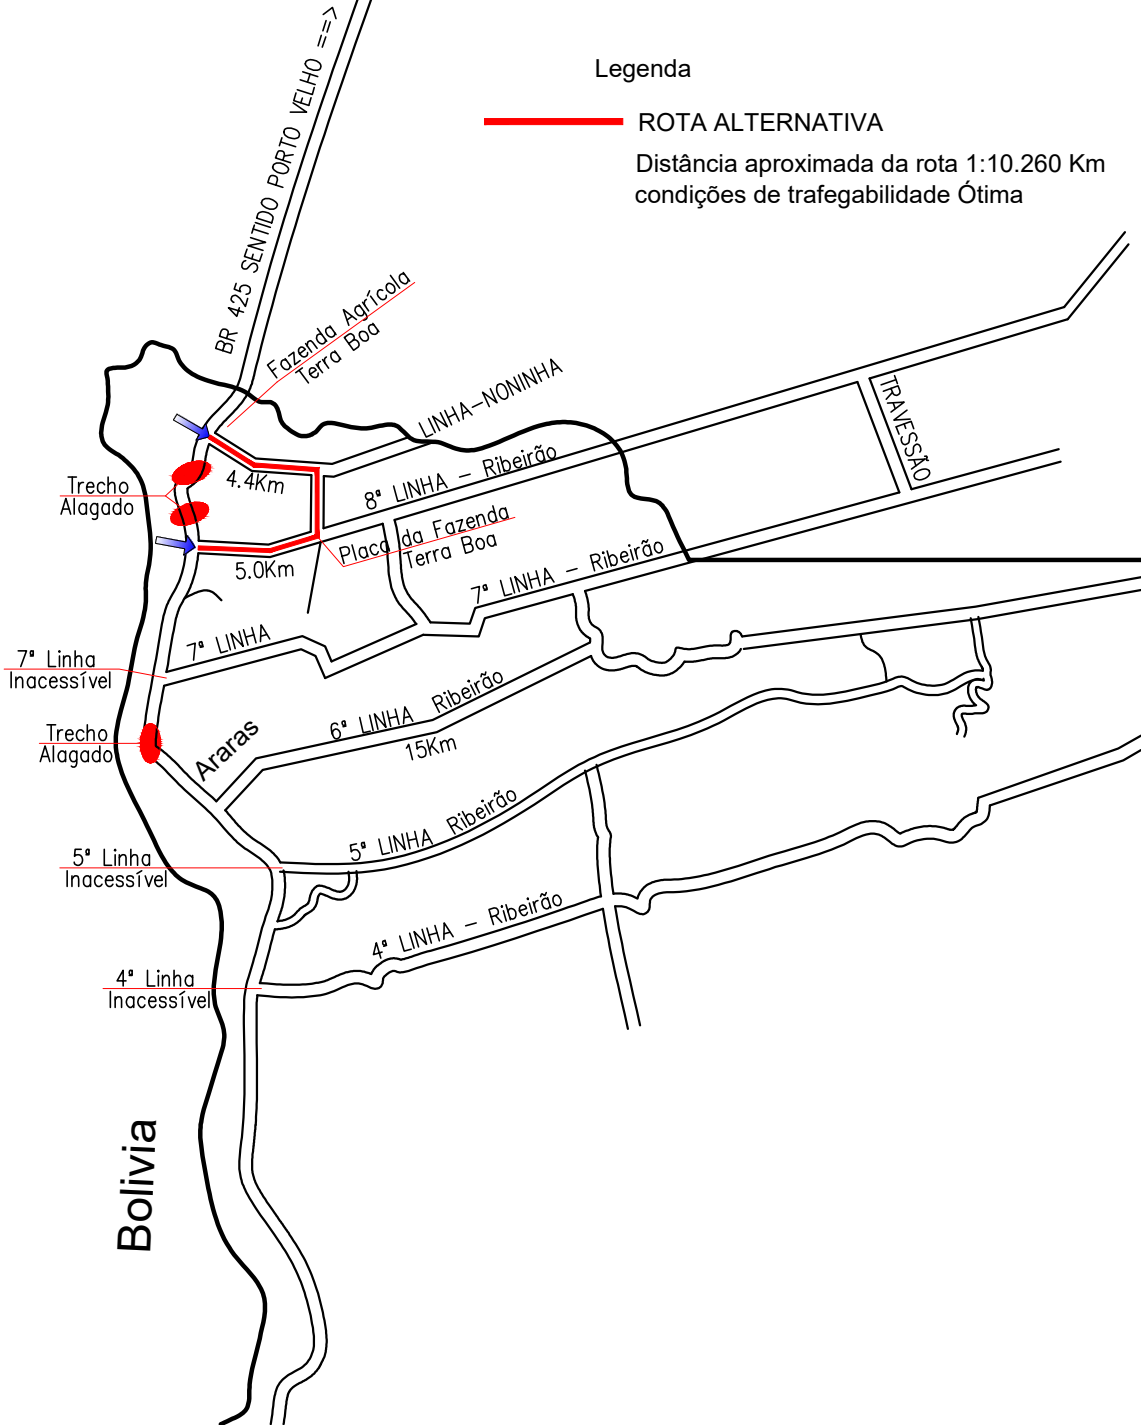 Legenda
ROTA ALTERNATIVA
Distância aproximada da rota 1:10.260 Km
condições de trafegabilidade Ótima
BR 425 SENTIDO PORTO VELHO ==>
Fazenda Agrícola
Terra Boa
LINHA-NONINHA
TRAVESSÃO
4.4Km
8ª LINHA - Ribeirão
Trecho
Alagado
Placa da Fazenda
Terra Boa
5.0Km
7ª LINHA - Ribeirão
7ª LINHA
7ª Linha
Inacessível
6ª LINHA Ribeirão
15Km
Trecho
Alagado
Araras
5ª LINHA Ribeirão
5ª Linha
Inacessível
4ª LINHA - Ribeirão
4ª Linha
Inacessível
Bolivia